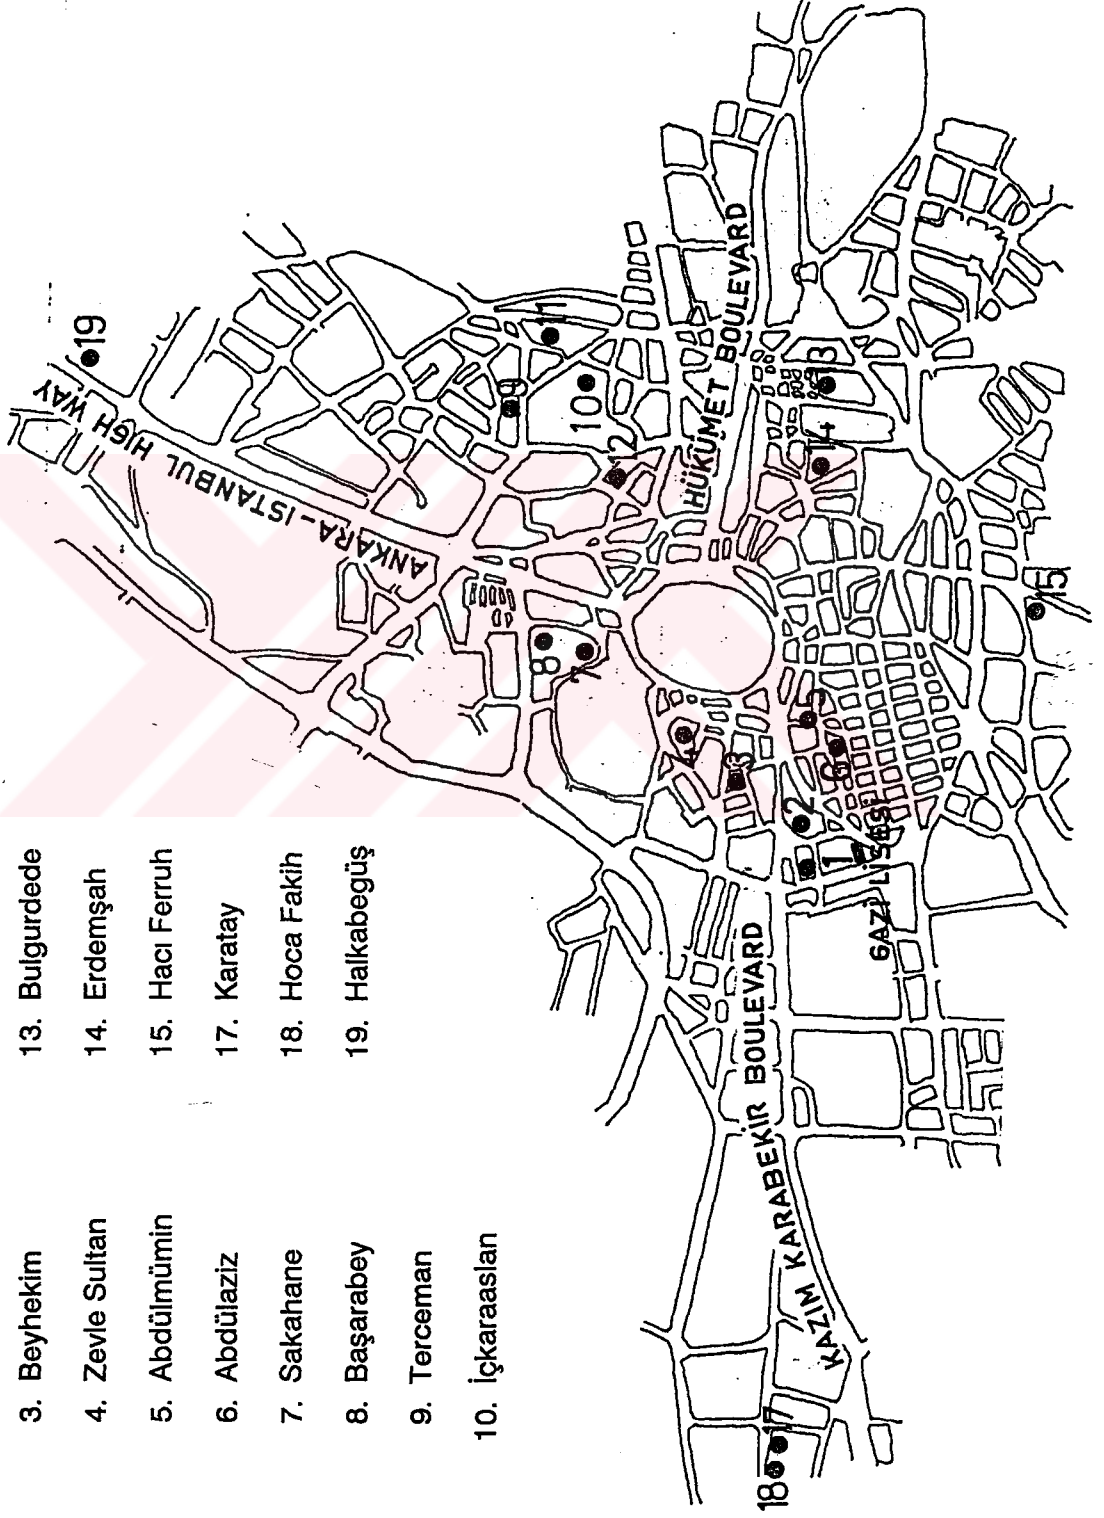 3. Beyhekim
4. Zevle Sultan
5. Abdülmümin
6. Abdülaziz
7. Sakahane
8. Başarabey
9. Terceman
10. İçkaraaslan
13. Bulgurdede
14. Erdemşah
15. Hacı Ferruh
17. Karatay
18. Hoca Fakih
19. Halkabegüş
ANKARA-ISTANBUL HIGH WAY
HÜKÜMET BOULEVARD
KAZIM KARABEKİR BOULEVARD
GAZİ LİSESİ
19
11
9
10
12
13
14
8
7
15
4
5
3
6
2
1
17
18